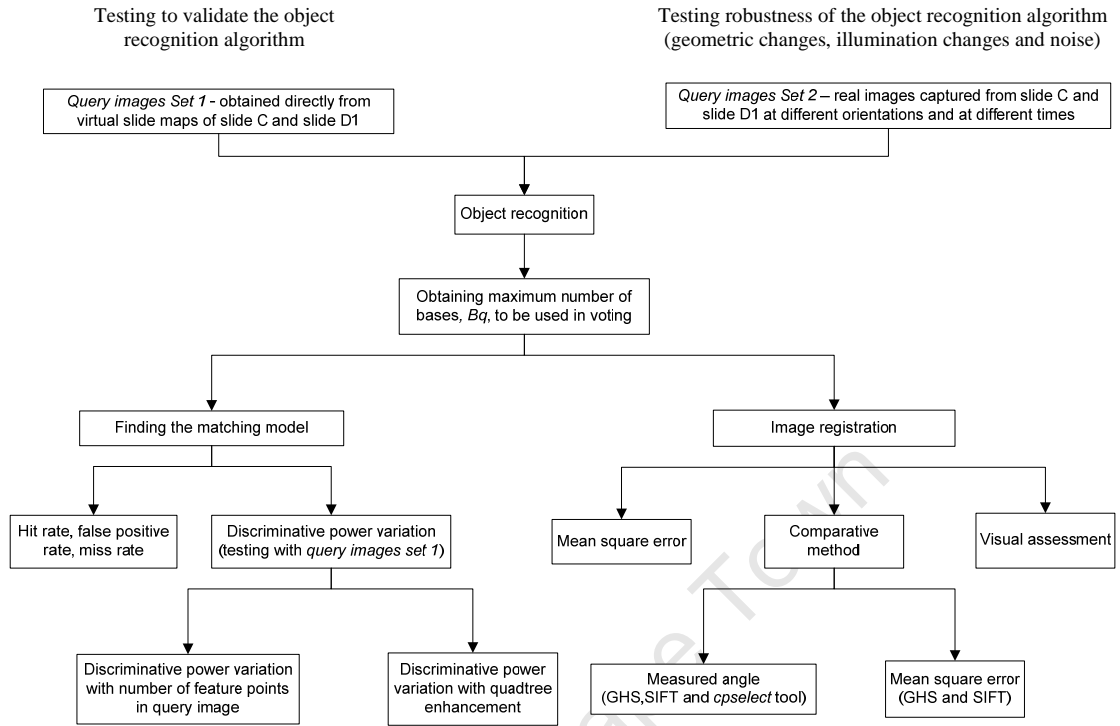 Testing to validate the object
recognition algorithm
Testing robustness of the object recognition algorithm
(geometric changes, illumination changes and noise)
Query images Set 1 - obtained directly from
virtual slide maps of slide C and slide D1
Query images Set 2 – real images captured from slide C and
slide D1 at different orientations and at different times
Object recognition
Obtaining maximum number of
bases, Bq, to be used in voting
Finding the matching model
Image registration
Hit rate, false positive
rate, miss rate
Discriminative power variation
(testing with query images set 1)
Mean square error
Comparative
method
Visual assessment
Discriminative power variation
with number of feature points
in query image
Discriminative power
variation with quadtree
enhancement
Measured angle
(GHS,SIFT and cpselect tool)
Mean square error
(GHS and SIFT)
Town